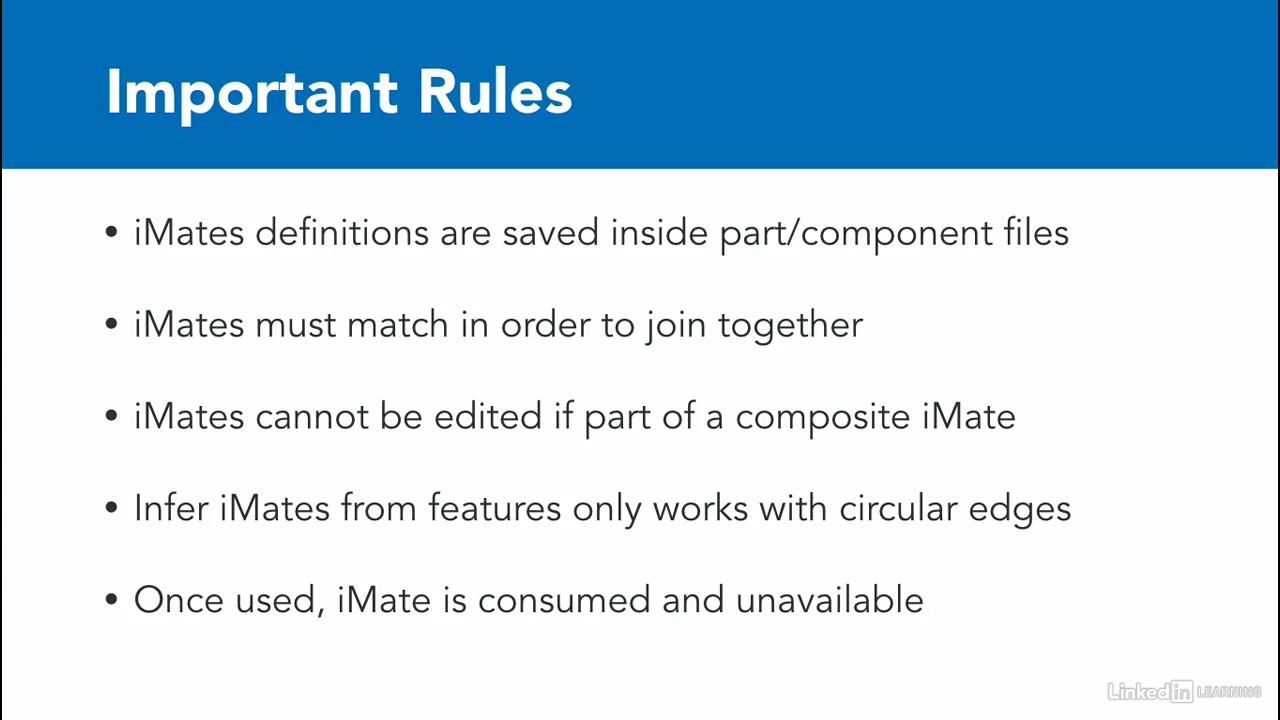 Important Rules
• iMates definitions are saved inside part/component files
• iMates must match in order to join together
• iMates cannot be edited if part of a composite iMate
• Infer iMates from features only works with circular edges
• Once used, iMate is consumed and unavailable
Linked in LEARNING